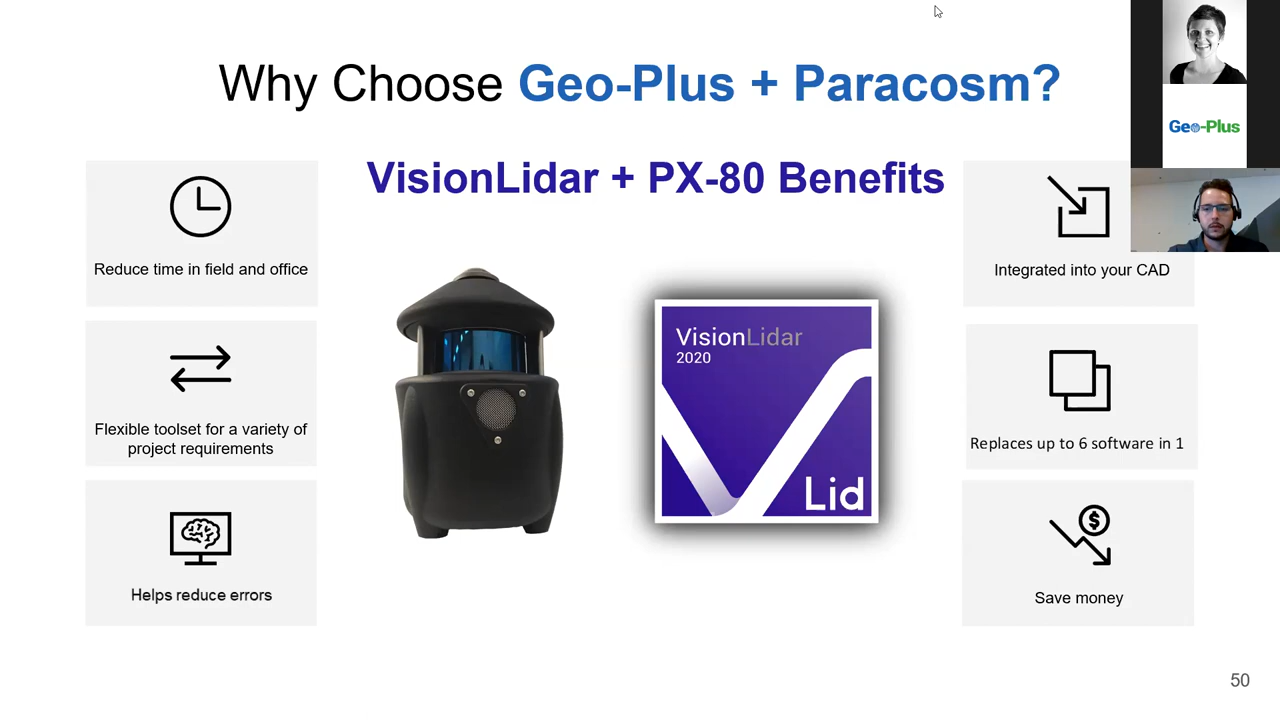 Why Choose Geo-Plus + Paracosm?
VisionLidar + PX-80 Benefits
Geo-Plus
Reduce time in field and office
Integrated into your CAD
Flexible toolset for a variety of
project requirements
VisionLidar
2020
Lid
Replaces up to 6 software in 1
Helps reduce errors
$
Save money
50